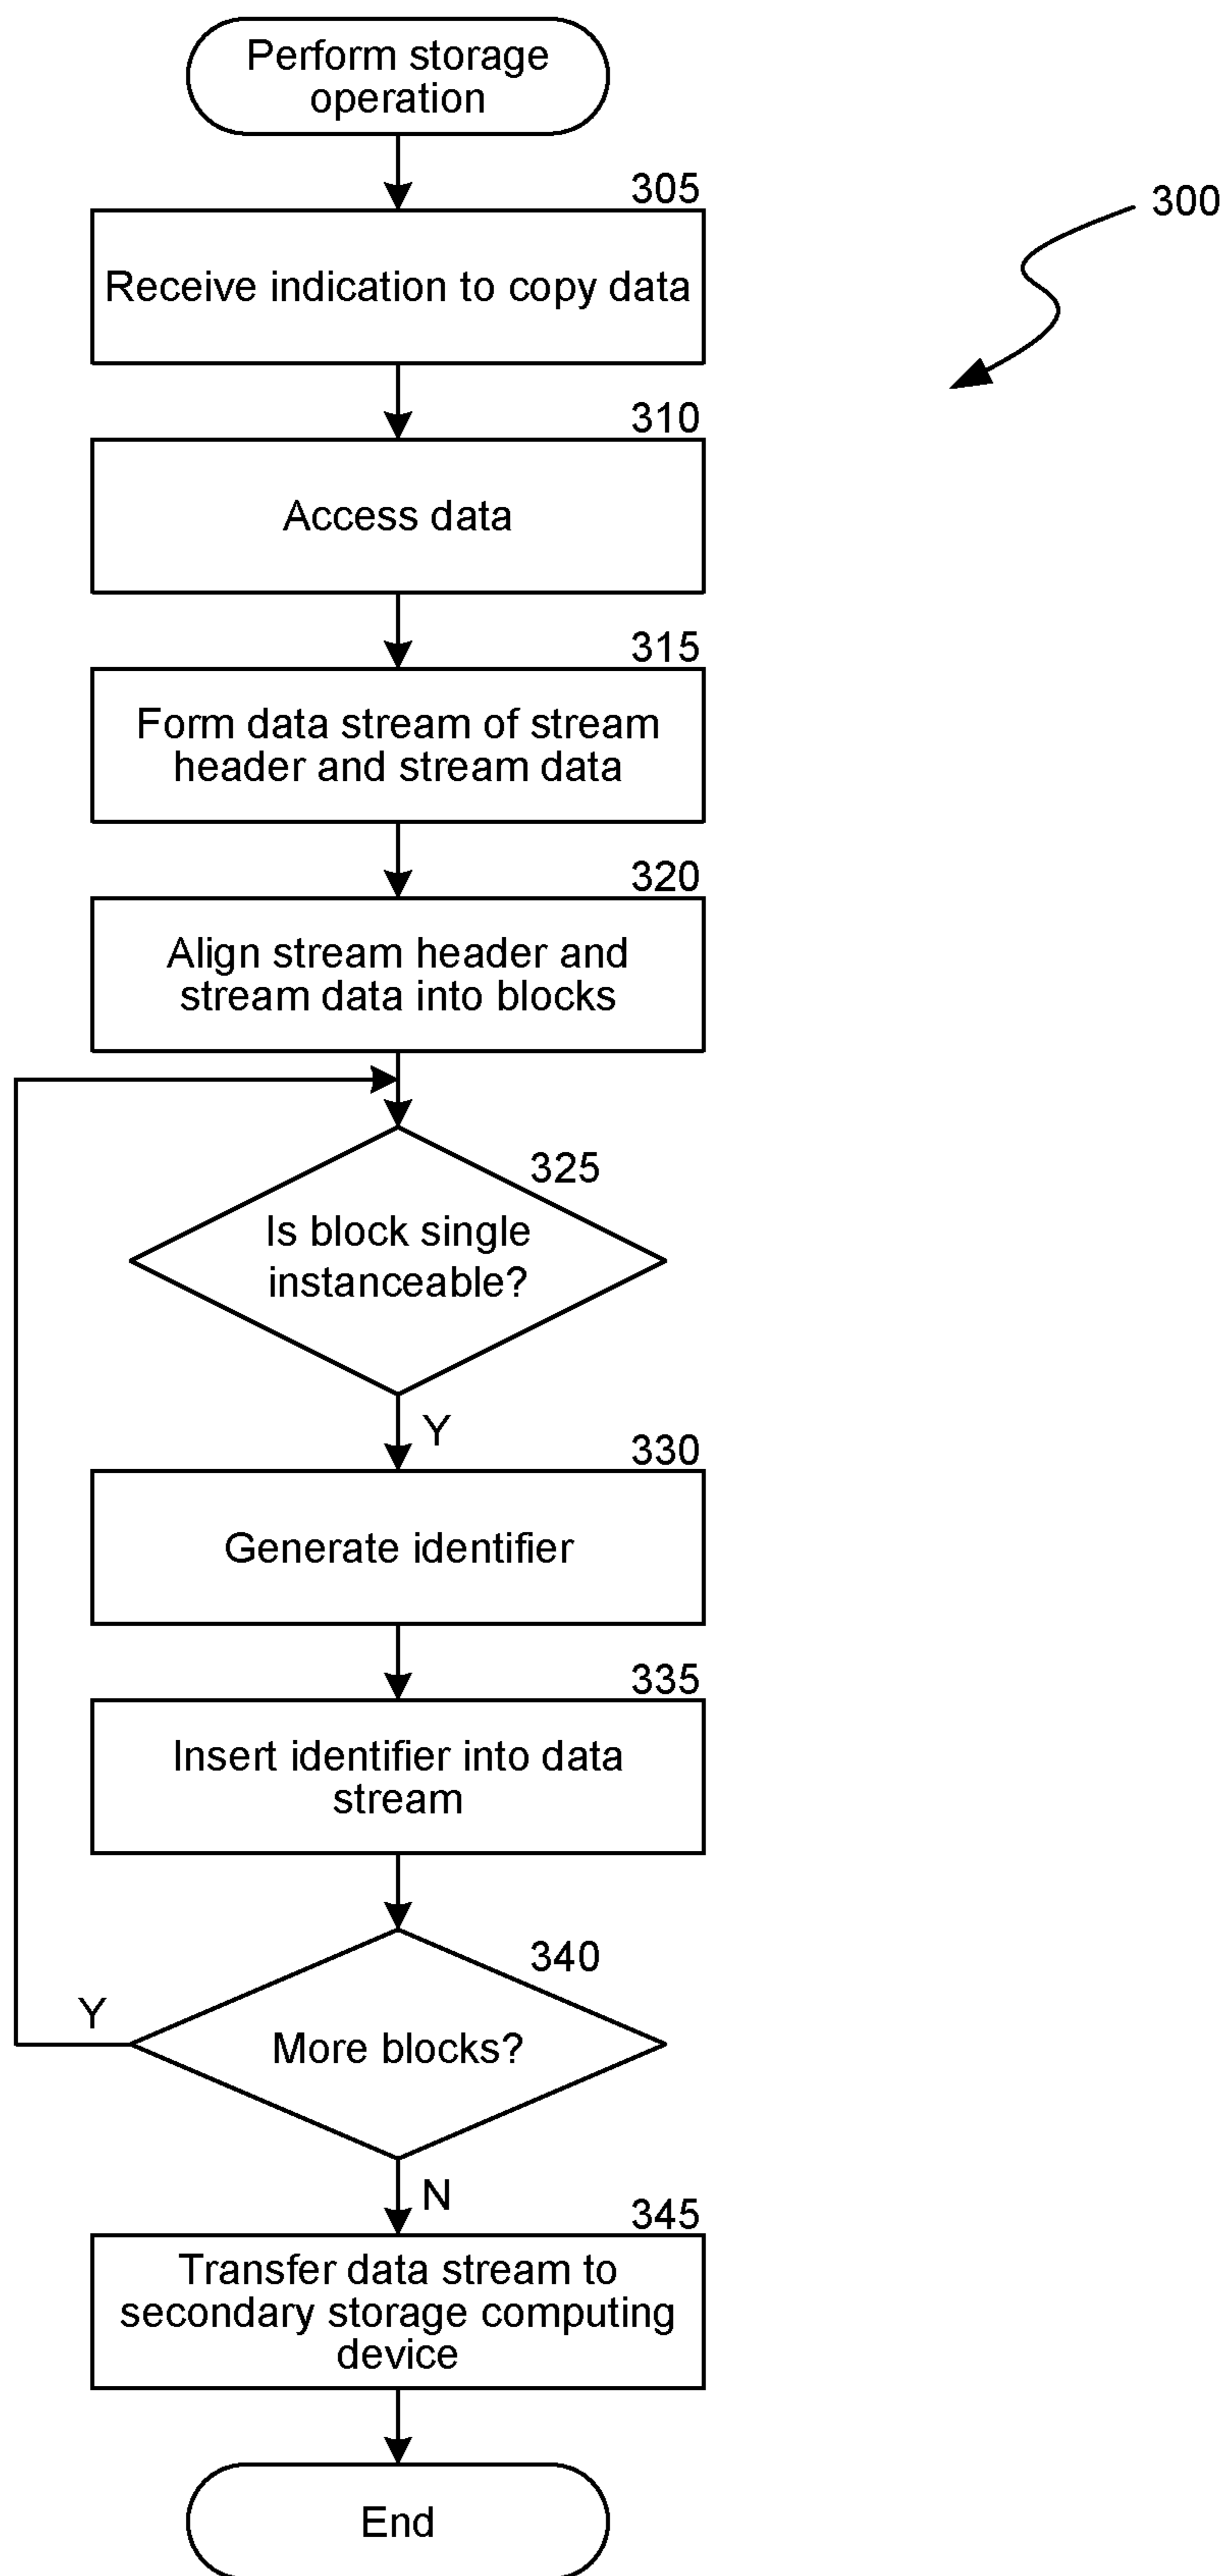 Perform storage
operation
305
300
Receive indication to copy data
310
Access data
315
Form data stream of stream
header and stream data
320
Align stream header and
stream data into blocks
325
Is block single
instanceable?
Y
330
Generate identifier
335
Insert identifier into data
stream
340
Y
More blocks?
N
345
Transfer data stream to
secondary storage computing
device
End